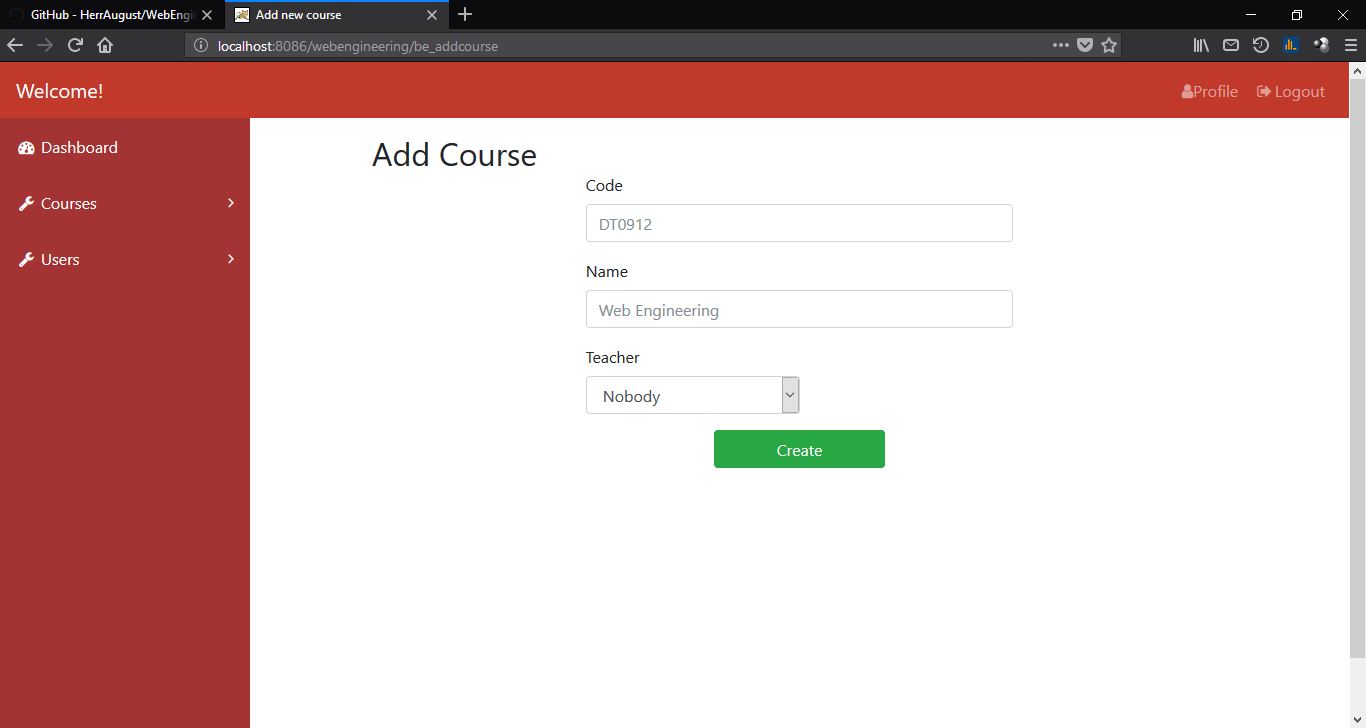 GitHub - HerrAugust/WebEngi
Add new course
localhost:8086/webengineering/be_addcourse
Welcome!
Profile
Logout
Dashboard
Courses
Users
Add Course
Code
DT0912
Name
Web Engineering
Teacher
Nobody
Create